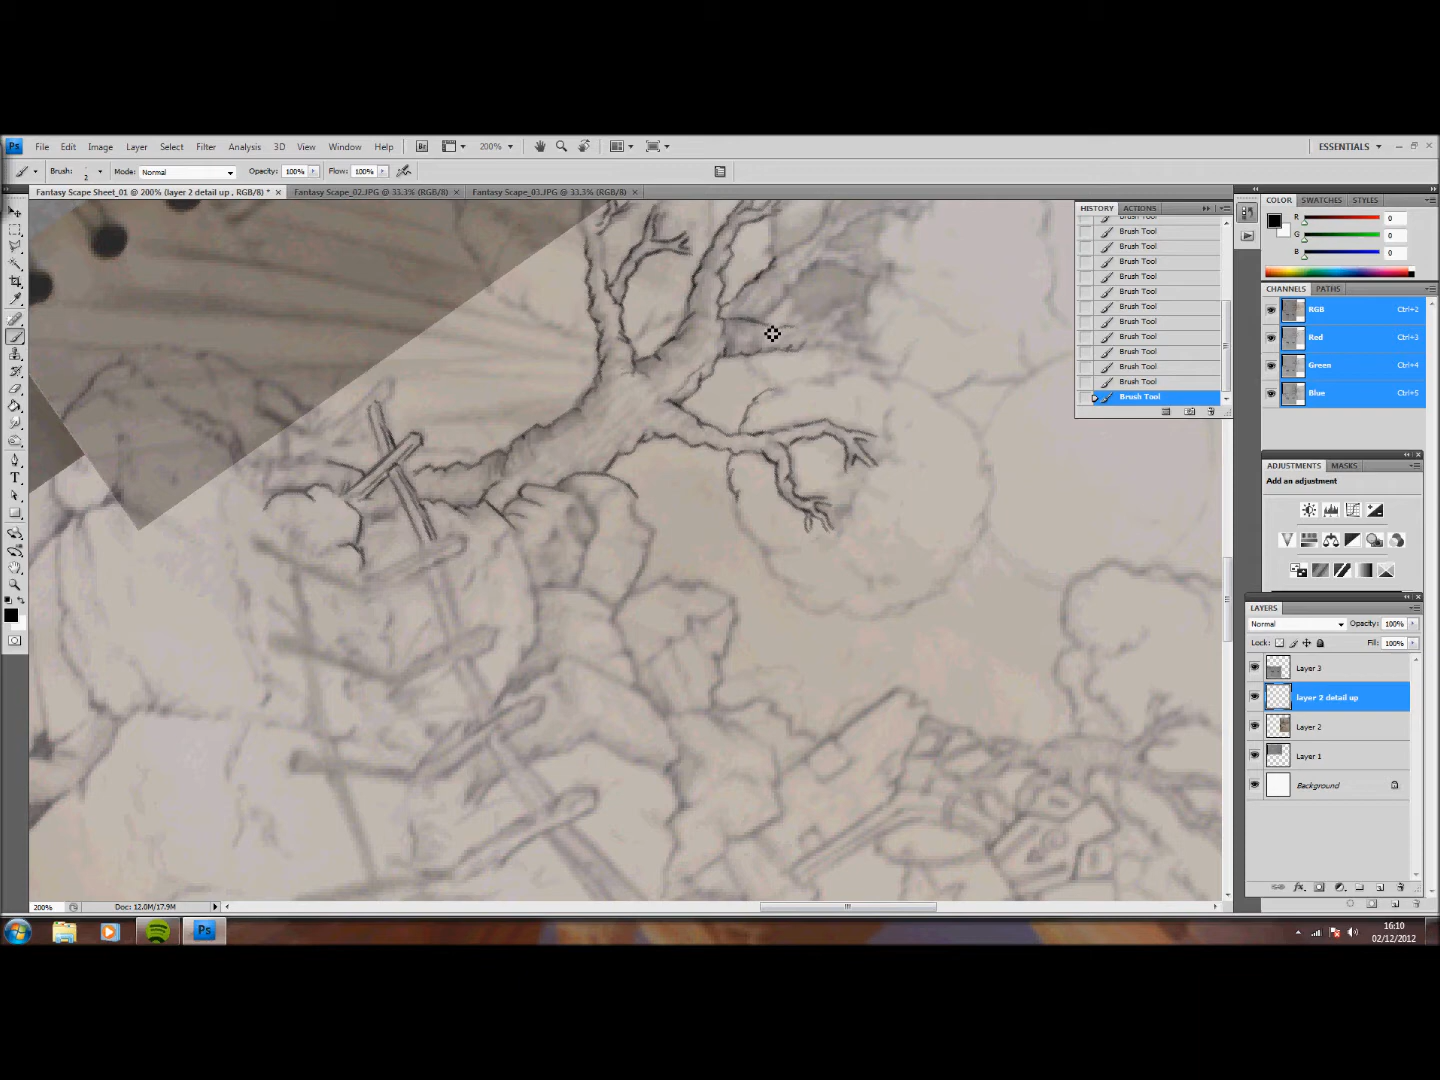 Ps File Edit Image Layer Select Filter Analysis 3D View Window Help Br 200% ESSENTIALS
Brush: 2 Mode: Normal Opacity: 100% Flow: 100%
Fantasy Scape Sheet_01 @ 200% (layer 2 detail up , RGB/8) * Fantasy Scape_02.JPG @ 33.3% (RGB/8) Fantasy Scape_03.JPG @ 33.3% (RGB/8)
HISTORY ACTIONS
Brush Tool
Brush Tool
Brush Tool
Brush Tool
Brush Tool
Brush Tool
Brush Tool
Brush Tool
Brush Tool
Brush Tool
Brush Tool
Brush Tool
Brush Tool
COLOR SWATCHES STYLES
R 0
G 0
B 0
CHANNELS PATHS
RGB Ctrl+2
Red Ctrl+3
Green Ctrl+4
Blue Ctrl+5
ADJUSTMENTS MASKS
Add an adjustment
LAYERS
Normal Opacity: 100%
Lock: Fill: 100%
Layer 3
layer 2 detail up
Layer 2
Layer 1
Background
200% Doc: 12.0M/17.9M
Ps
16:10
02/12/2012